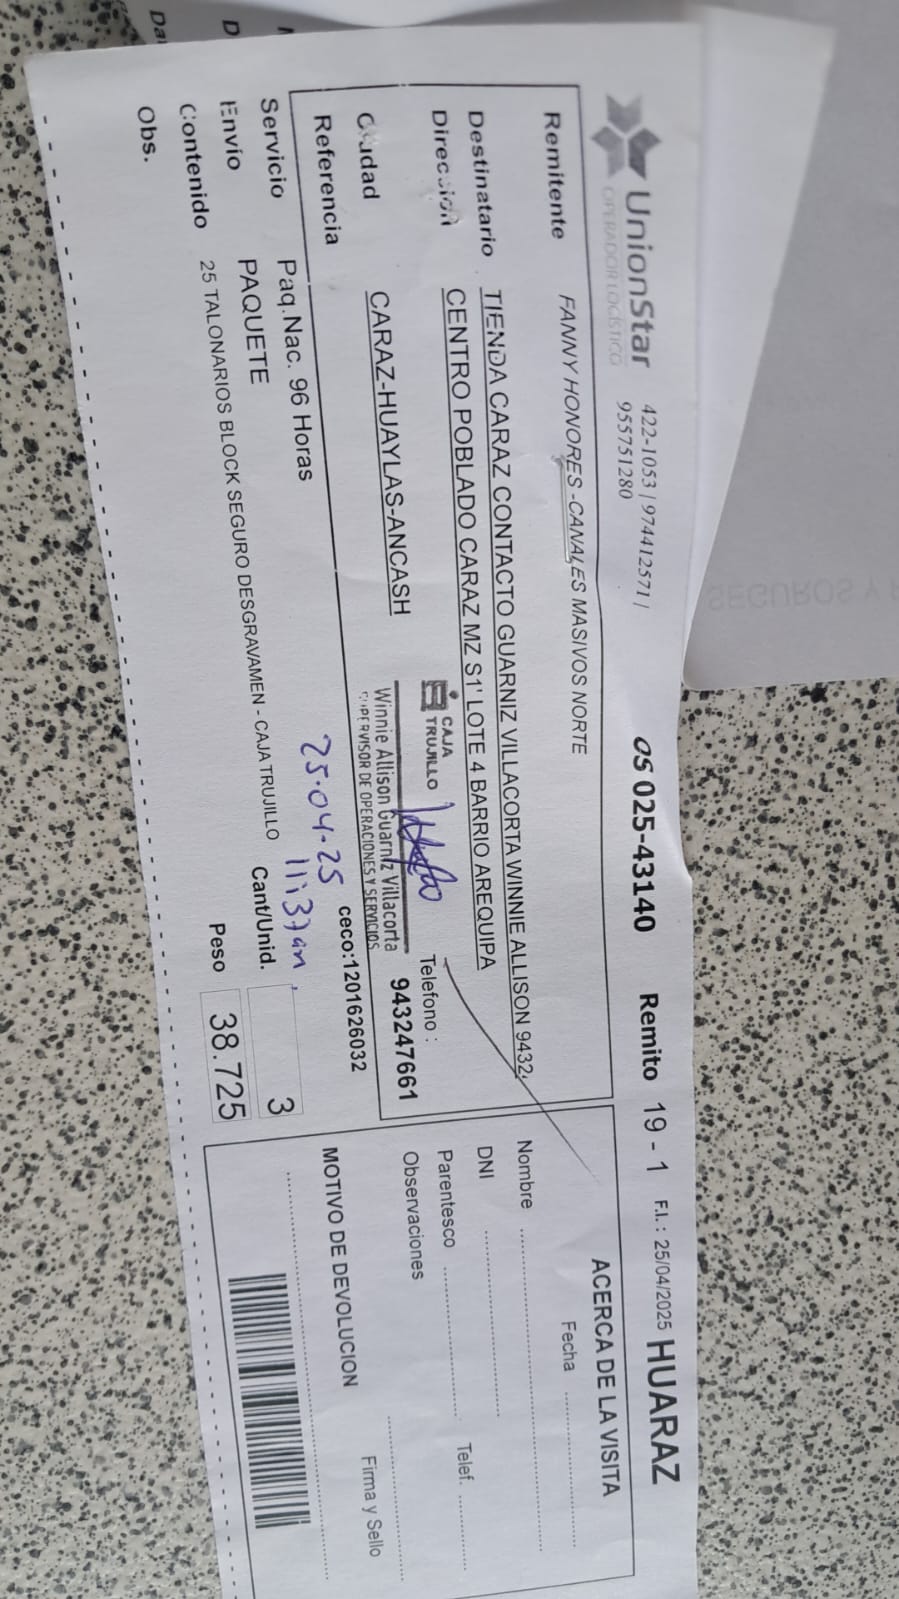 UnionStar
OPERADOR LOGÍSTICO
422-1053 | 974412571 |
955751280
OS 025-43140 Remito 19 - 1 F.I.: 25/04/2025 HUARAZ
Remitente FANNY HONORES -CANALES MASIVOS NORTE
Destinatario TIENDA CARAZ CONTACTO GUARNIZ VILLACORTA WINNIE ALLISON 9432
Dirección CENTRO POBLADO CARAZ MZ S1' LOTE 4 BARRIO AREQUIPA
Ciudad CARAZ-HUAYLAS-ANCASH
Telefono :
943247661
Referencia
ceco:1201626032
CAJA
TRUJILLO
Winnie Allison Guarniz Villacorta
SUPERVISOR DE OPERACIONES Y SERVICIOS
25.04.25
11:37am.
Servicio Paq.Nac. 96 Horas
Envío PAQUETE
Cant/Unid. 3
Contenido 25 TALONARIOS BLOCK SEGURO DESGRAVAMEN - CAJA TRUJILLO
Peso 38.725
Obs.
ACERCA DE LA VISITA
Fecha
Nombre
DNI
Telef.
Parentesco
Observaciones
Firma y Sello
MOTIVO DE DEVOLUCION
SEGUROS Y